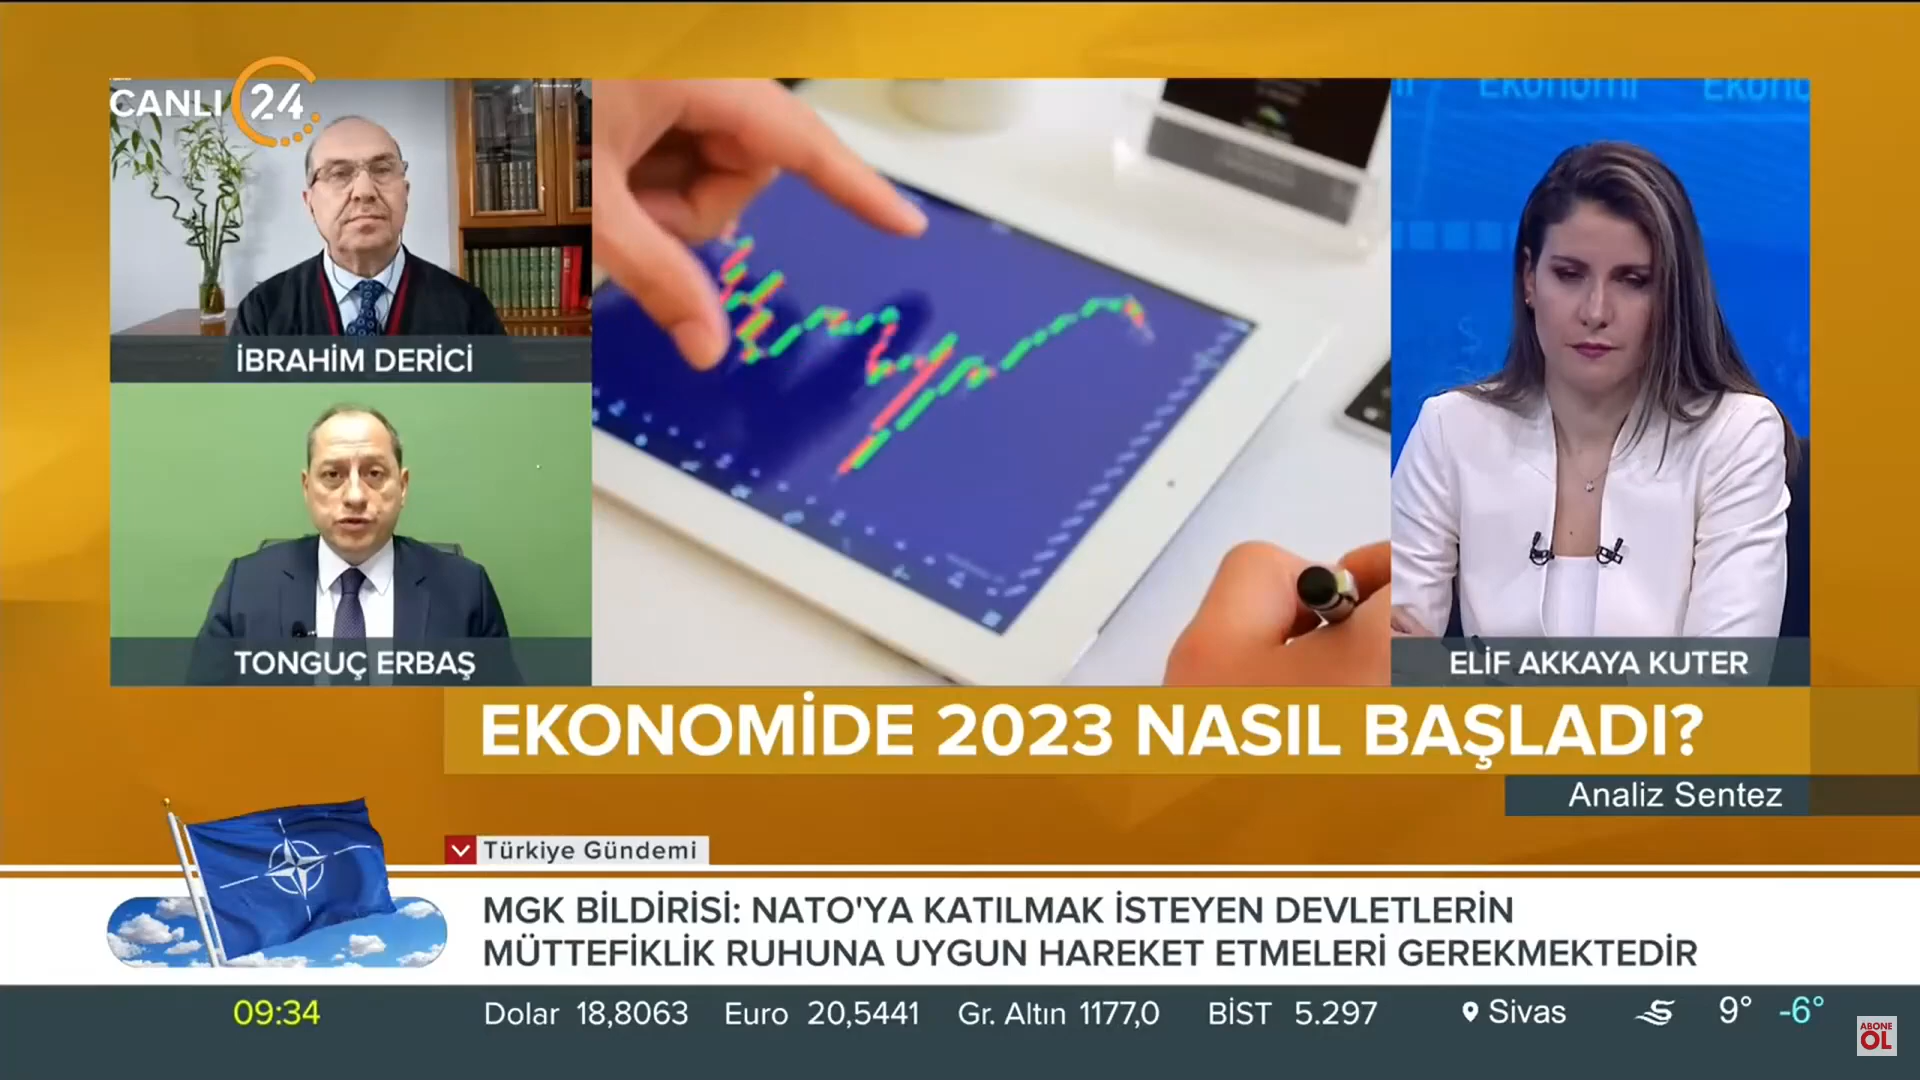 CANLI 24
Ekonomi Ekono
İBRAHİM DERİCİ
TONGUÇ ERBAŞ
ELİF AKKAYA KUTER
EKONOMİDE 2023 NASIL BAŞLADI?
Analiz Sentez
Türkiye Gündemi
MGK BİLDİRİSİ: NATO'YA KATILMAK İSTEYEN DEVLETLERİN
MÜTTEFİKLİK RUHUNA UYGUN HAREKET ETMELERİ GEREKMEKTEDİR
09:34 Dolar 18,8063 Euro 20,5441 Gr. Altın 1177,0 BİST 5.297 Sivas 9° -6°
ABONE
OL